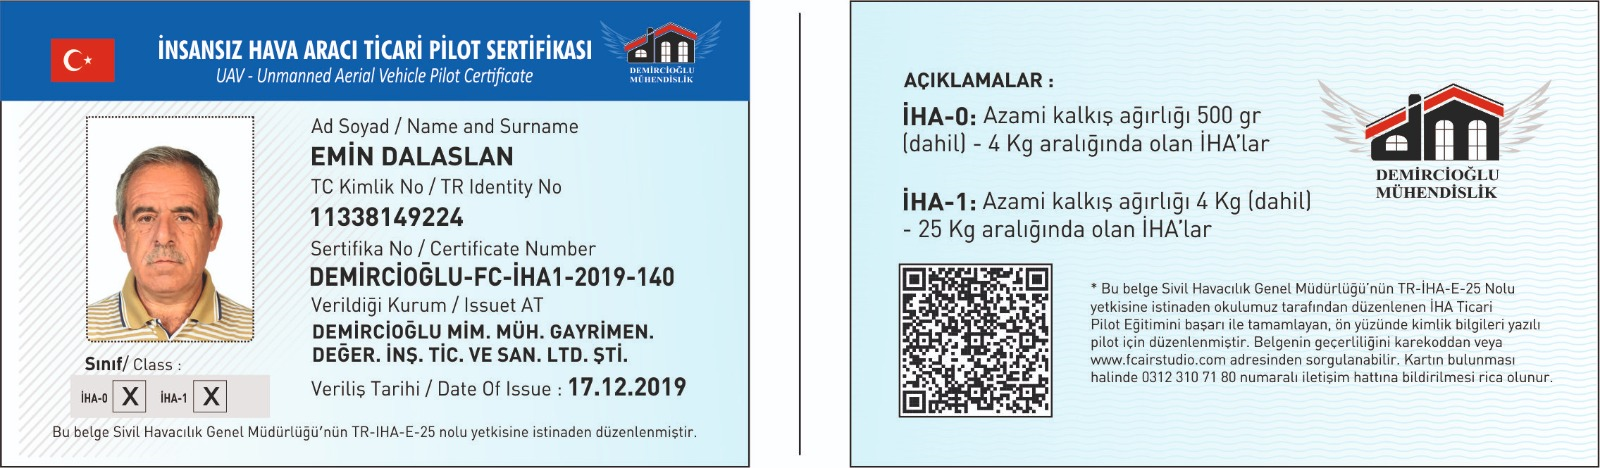 İNSANSIZ HAVA ARACI TİCARİ PİLOT SERTİFİKASI
UAV - Unmanned Aerial Vehicle Pilot Certificate
DEMİRCİOĞLU
MÜHENDİSLİK
Ad Soyad / Name and Surname
EMİN DALASLAN
TC Kimlik No / TR Identity No
11338149224
Sertifika No / Certificate Number
DEMİRCİOĞLU-FC-İHA1-2019-140
Verildiği Kurum / Issuet AT
DEMİRCİOĞLU MİM. MÜH. GAYRİMEN.
DEĞER. İNŞ. TİC. VE SAN. LTD. ŞTİ.
Veriliş Tarihi / Date Of Issue : 17.12.2019
Sınıf/ Class :
İHA-0 X İHA-1 X
Bu belge Sivil Havacılık Genel Müdürlüğü'nün TR-IHA-E-25 nolu yetkisine istinaden düzenlenmiştir.
AÇIKLAMALAR :
İHA-0: Azami kalkış ağırlığı 500 gr
(dahil) - 4 Kg aralığında olan İHA'lar
İHA-1: Azami kalkış ağırlığı 4 Kg (dahil)
- 25 Kg aralığında olan İHA'lar
DEMİRCİOĞLU
MÜHENDİSLİK
* Bu belge Sivil Havacılık Genel Müdürlüğü'nün TR-İHA-E-25 Nolu
yetkisine istinaden okulumuz tarafından düzenlenen İHA Ticari
Pilot Eğitimini başarı ile tamamlayan, ön yüzünde kimlik bilgileri yazılı
pilot için düzenlenmiştir. Belgenin geçerliliğini karekoddan veya
www.fcairstudio.com adresinden sorgulanabilir. Kartın bulunması
halinde 0312 310 71 80 numaralı iletişim hattına bildirilmesi rica olunur.